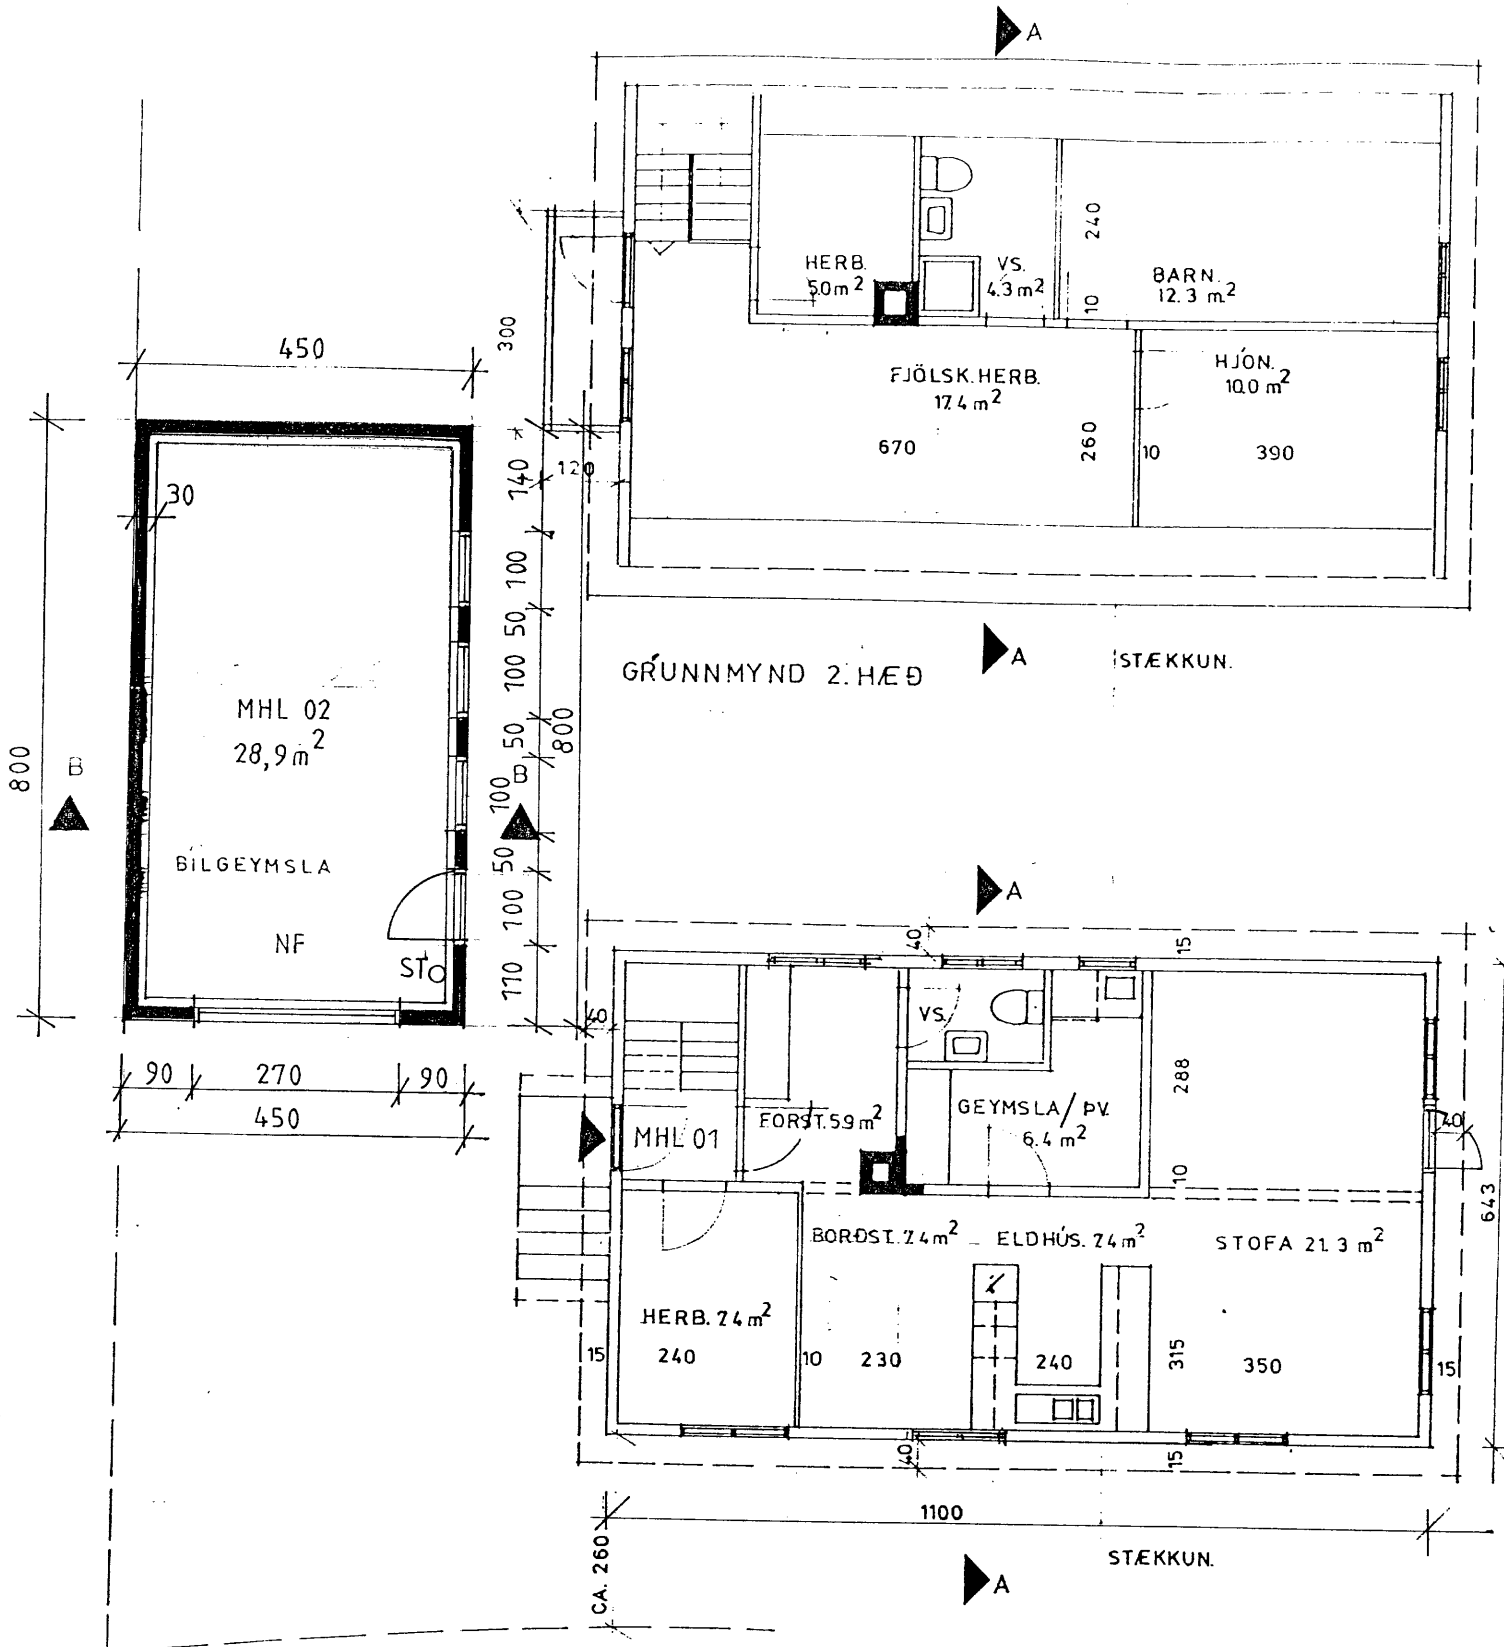 A
HERB.
5.0 m²
VS.
4.3 m²
240
10
BARN.
12.3 m²
300
FJÖLSK. HERB.
17.4 m²
HJÓN.
10.0 m²
670
260
10
390
120
A
GRUNNMYND 2. HÆÐ
STÆKKUN.
450
30
800
B
MHL 02
28,9 m²
BÍLGEYMSLA
NF
ST
140
100
50
100
50
100
50
100
110
800
B
90
270
90
450
A
40
15
40
VS.
288
FORST. 5.9 m²
MHL 01
GEYMSLA / ÞV.
6.4 m²
40
10
643
BORÐST. 7.4 m²
ELDHÚS. 7.4 m²
STOFA 21.3 m²
HERB. 7.4 m²
15
240
10
230
240
315
350
15
40
15
1100
CA. 260
STÆKKUN.
A